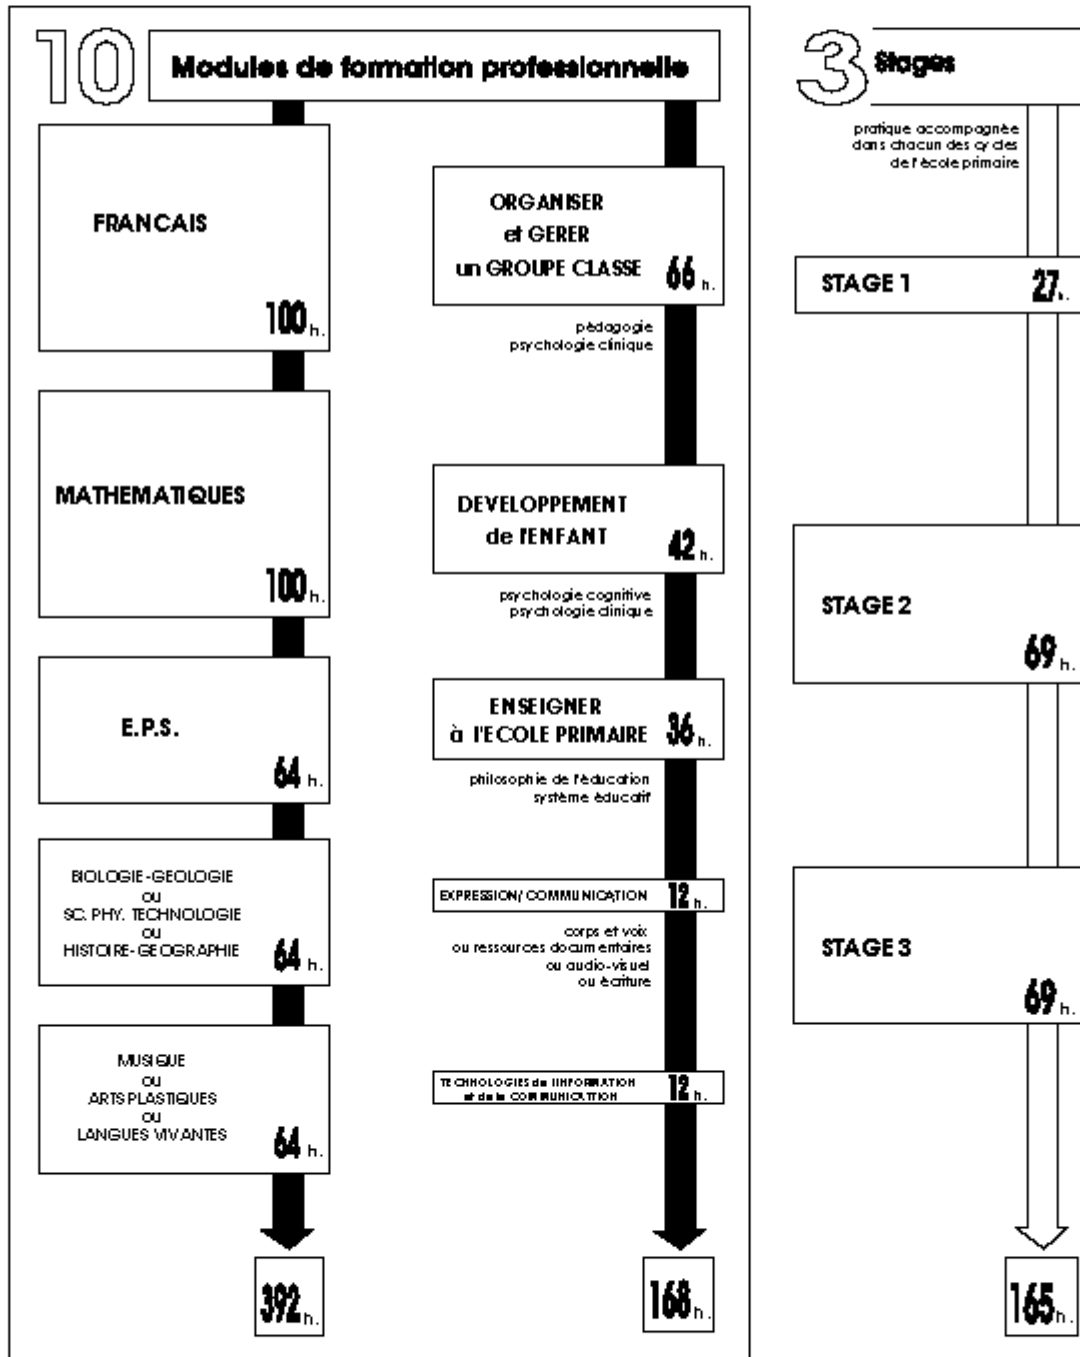 10 Modules de formation professionnelle
FRANCAIS
100 h.
MATHEMATIQUES
100 h.
E.P.S.
64 h.
BIOLOGIE-GEOLOGIE
ou
SC. PHY. TECHNOLOGIE
ou
HISTOIRE-GEOGRAPHIE
64 h.
MUSIQUE
ou
ARTS PLASTIQUES
ou
LANGUES VIVANTES
64 h.
392 h.
ORGANISER
et GERER
un GROUPE CLASSE 66 h.
pédagogie
psychologie clinique
DEVELOPPEMENT
de l'ENFANT
42 h.
psychologie cognitive
psychologie clinique
ENSEIGNER
à l'ECOLE PRIMAIRE 36 h.
philosophie de l'éducation
système éducatif
EXPRESSION/COMMUNICATION 12 h.
corps et voix
ou ressources documentaires
ou audio-visuel
ou écriture
TECHNOLOGIES de l'INFORMATION
et de la COMMUNICATION 12 h.
168 h.
3 Stages
pratique accompagnée
dans chacun des cycles
de l'école primaire
STAGE 1 27 h.
STAGE 2
69 h.
STAGE 3
69 h.
165 h.